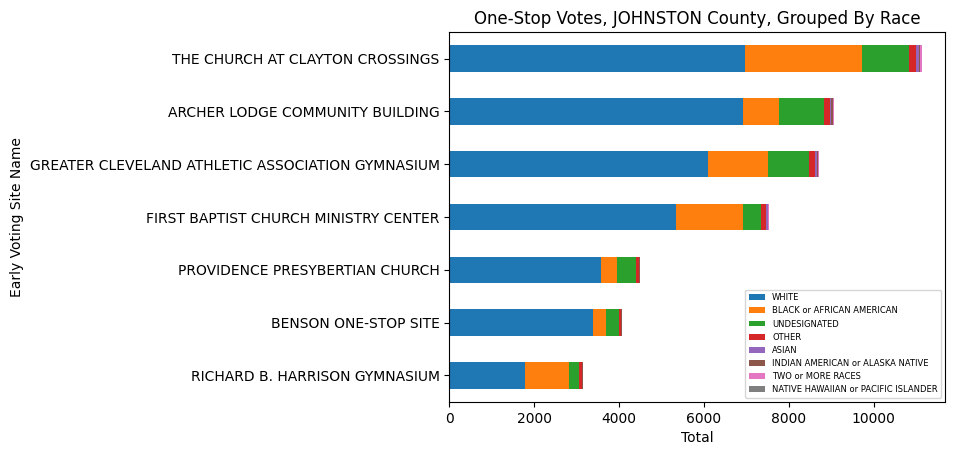 One-Stop Votes, JOHNSTON County, Grouped By Race
Early Voting Site Name
THE CHURCH AT CLAYTON CROSSINGS
ARCHER LODGE COMMUNITY BUILDING
GREATER CLEVELAND ATHLETIC ASSOCIATION GYMNASIUM
FIRST BAPTIST CHURCH MINISTRY CENTER
PROVIDENCE PRESYBERTIAN CHURCH
BENSON ONE-STOP SITE
RICHARD B. HARRISON GYMNASIUM
WHITE
BLACK or AFRICAN AMERICAN
UNDESIGNATED
OTHER
ASIAN
INDIAN AMERICAN or ALASKA NATIVE
TWO or MORE RACES
NATIVE HAWAIIAN or PACIFIC ISLANDER
0 2000 4000 6000 8000 10000
Total